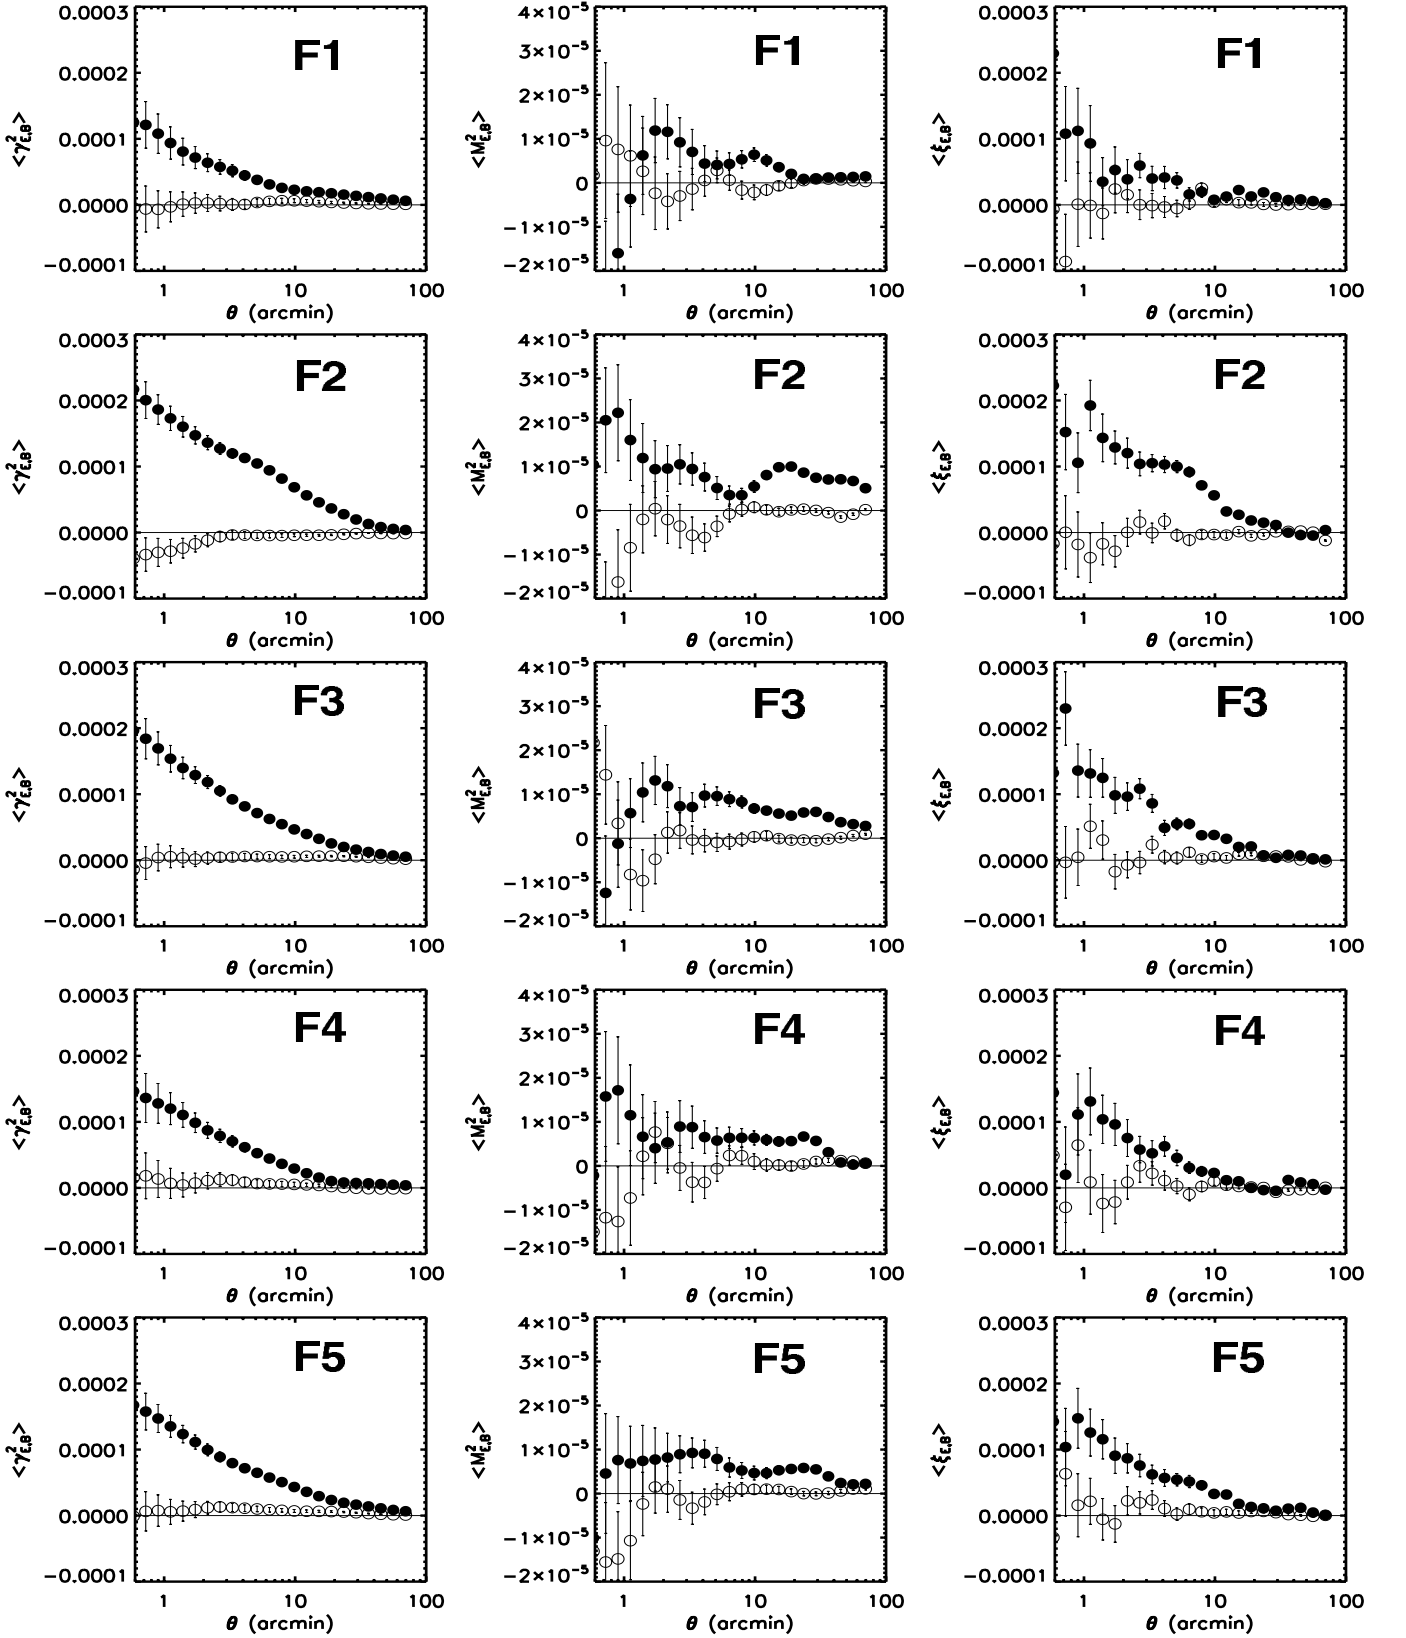 0.0003
0.0002
0.0001
0.0000
−0.0001
<γ²E,B>
F1
1 10 100
θ (arcmin)
4×10⁻⁵
3×10⁻⁵
2×10⁻⁵
1×10⁻⁵
0
−1×10⁻⁵
−2×10⁻⁵
<M²E,B>
F1
1 10 100
θ (arcmin)
0.0003
0.0002
0.0001
0.0000
−0.0001
<ξE,B>
F1
1 10 100
θ (arcmin)
0.0003
0.0002
0.0001
0.0000
−0.0001
<γ²E,B>
F2
1 10 100
θ (arcmin)
4×10⁻⁵
3×10⁻⁵
2×10⁻⁵
1×10⁻⁵
0
−1×10⁻⁵
−2×10⁻⁵
<M²E,B>
F2
1 10 100
θ (arcmin)
0.0003
0.0002
0.0001
0.0000
−0.0001
<ξE,B>
F2
1 10 100
θ (arcmin)
0.0003
0.0002
0.0001
0.0000
−0.0001
<γ²E,B>
F3
1 10 100
θ (arcmin)
4×10⁻⁵
3×10⁻⁵
2×10⁻⁵
1×10⁻⁵
0
−1×10⁻⁵
−2×10⁻⁵
<M²E,B>
F3
1 10 100
θ (arcmin)
0.0003
0.0002
0.0001
0.0000
−0.0001
<ξE,B>
F3
1 10 100
θ (arcmin)
0.0003
0.0002
0.0001
0.0000
−0.0001
<γ²E,B>
F4
1 10 100
θ (arcmin)
4×10⁻⁵
3×10⁻⁵
2×10⁻⁵
1×10⁻⁵
0
−1×10⁻⁵
−2×10⁻⁵
<M²E,B>
F4
1 10 100
θ (arcmin)
0.0003
0.0002
0.0001
0.0000
−0.0001
<ξE,B>
F4
1 10 100
θ (arcmin)
0.0003
0.0002
0.0001
0.0000
−0.0001
<γ²E,B>
F5
1 10 100
θ (arcmin)
4×10⁻⁵
3×10⁻⁵
2×10⁻⁵
1×10⁻⁵
0
−1×10⁻⁵
−2×10⁻⁵
<M²E,B>
F5
1 10 100
θ (arcmin)
0.0003
0.0002
0.0001
0.0000
−0.0001
<ξE,B>
F5
1 10 100
θ (arcmin)